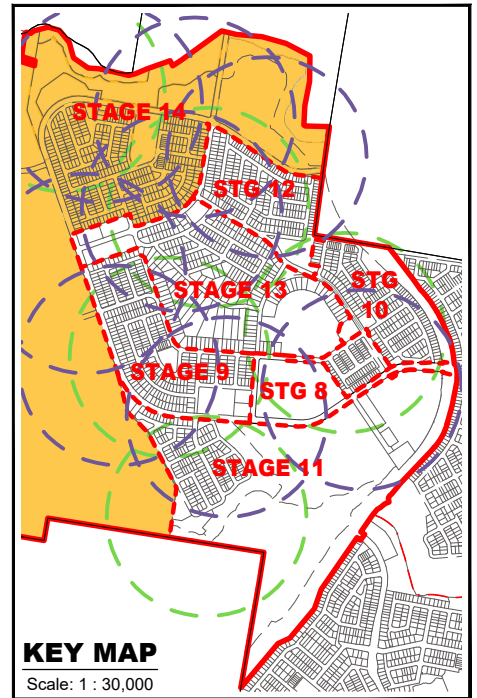 STAGE 14
STG 12
STAGE 13
STG
10
STAGE 9
STG 8
STAGE 11
KEY MAP
Scale: 1 : 30,000